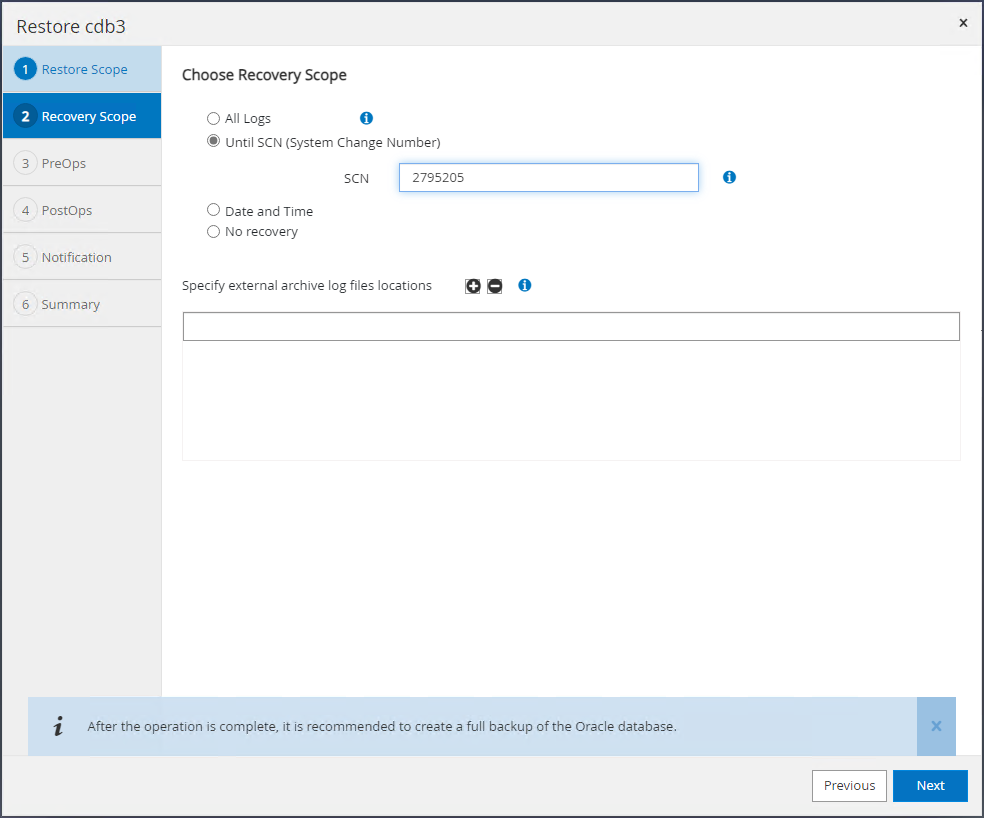 Restore cdb3
×
1 Restore Scope
2 Recovery Scope
3 PreOps
4 PostOps
5 Notification
6 Summary
Choose Recovery Scope
All Logs
Until SCN (System Change Number)
SCN 2795205
Date and Time
No recovery
Specify external archive log files locations
After the operation is complete, it is recommended to create a full backup of the Oracle database.
Previous Next